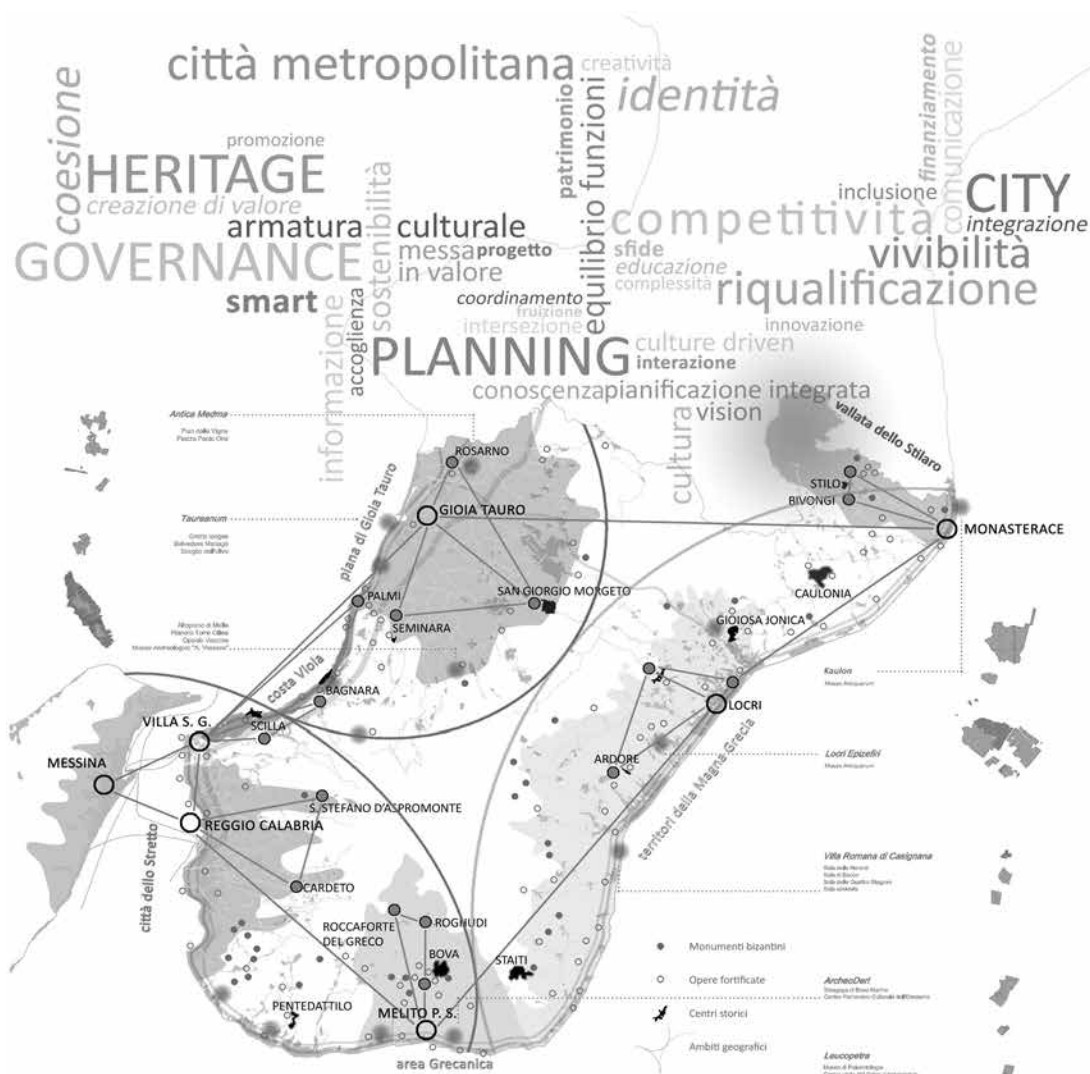 città metropolitana
creatività
identità
coesione
promozione
HERITAGE
creazione di valore
armatura
culturale
sostenibilità
patrimonio
equilibrio funzioni
finanziamento
comunicazione
inclusione
CITY
integrazione
competitività
vivibilità
GOVERNANCE
messa
progetto
in valore
sfide
educazione
complessità
riqualificazione
smart
coordinamento
fruizione
intersezione
innovazione
informazione
accoglienza
PLANNING
culture driven
interazione
conoscenza
pianificazione integrata
vision
cultura
Antica Medma
vallata dello Stilaro
ROSARNO
STILO
BIVONGI
piana di Gioia Tauro
GIOIA TAURO
Taureanum
MONASTERACE
PALMI
SAN GIORGIO MORGETO
CAULONIA
SEMINARA
GIOIOSA JONICA
Kaulon
costa Viola
BAGNARA
VILLA S. G.
SCILLA
LOCRI
MESSINA
ARDORE
Locri Epizefiri
territori della Magna Grecia
S. STEFANO D'ASPROMONTE
REGGIO CALABRIA
città dello Stretto
CARDETO
Villa Romana di Casignana
ROCCAFORTE
DEL GRECO
ROGHUDI
BOVA
STAITI
Monumenti bizantini
Opere fortificate
ArcheoDeri
PENTEDATTILO
MELITO P. S.
Centri storici
Ambiti geografici
area Grecanica
Leucopetra